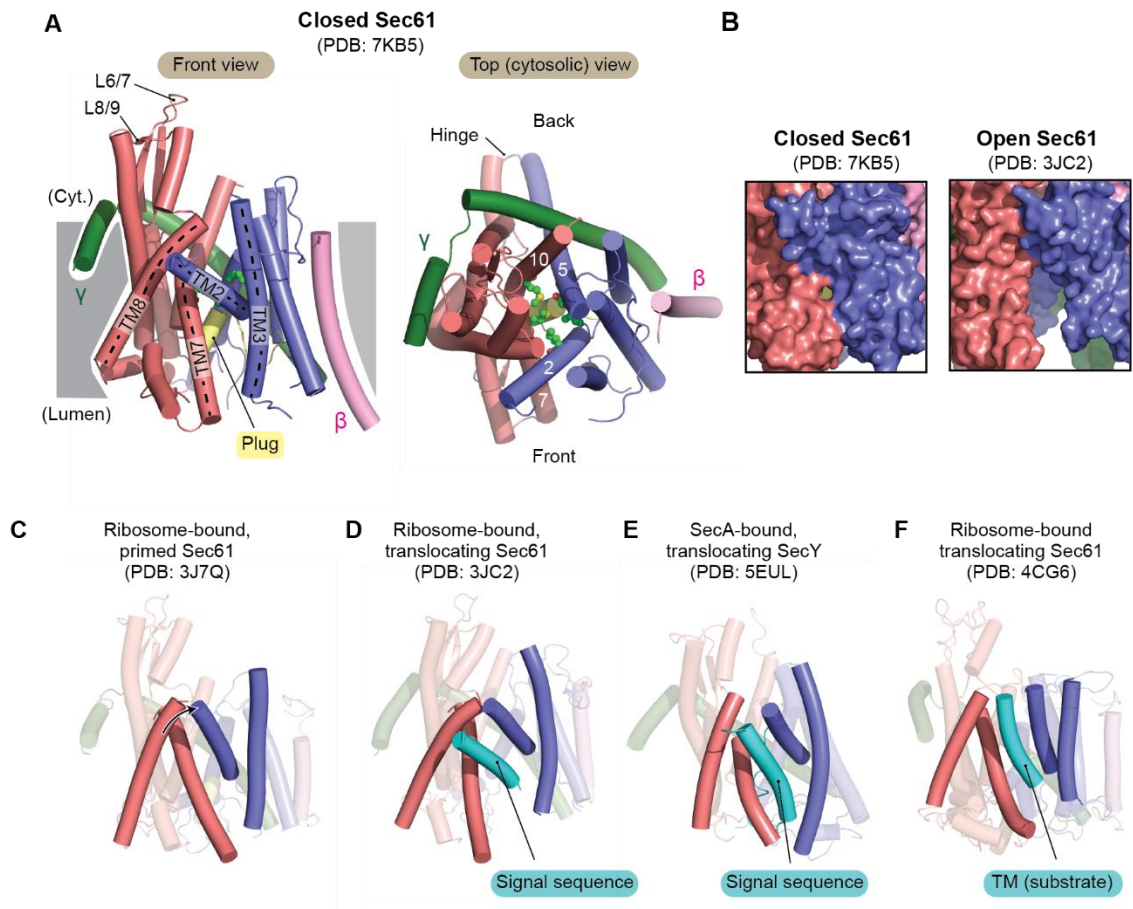 A
Closed Sec61
(PDB: 7KB5)
Front view
Top (cytosolic) view
L6/7
L8/9
(Cyt.)
γ
TM8
TM2
TM7
TM3
(Lumen)
Plug
β
Hinge
Back
γ
10
5
β
2
7
Front
B
Closed Sec61
(PDB: 7KB5)
Open Sec61
(PDB: 3JC2)
C
Ribosome-bound,
primed Sec61
(PDB: 3J7Q)
D
Ribosome-bound,
translocating Sec61
(PDB: 3JC2)
Signal sequence
E
SecA-bound,
translocating SecY
(PDB: 5EUL)
Signal sequence
F
Ribosome-bound
translocating Sec61
(PDB: 4CG6)
TM (substrate)